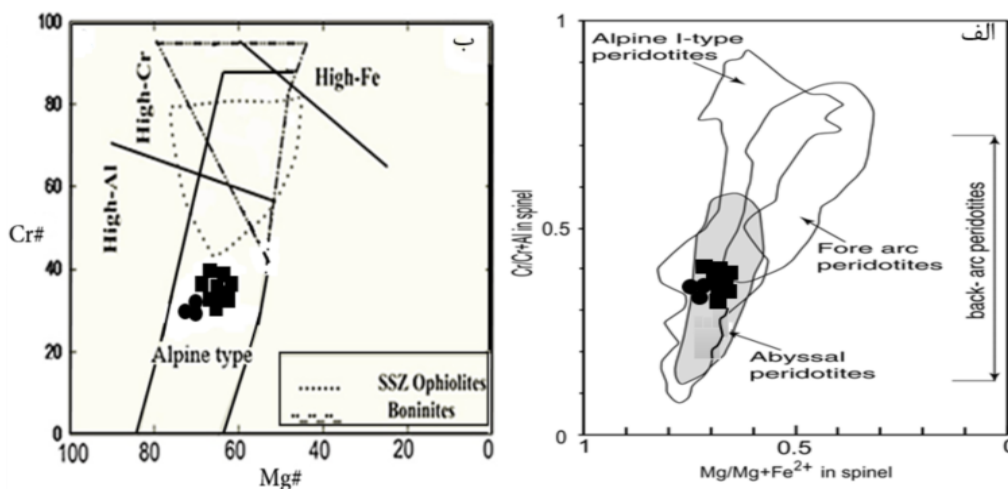 ب
100
80
60
40
20
0
Cr#
High-Cr
High-Al
High-Fe
Alpine type
SSZ Ophiolites
Boninites
100 80 60 40 20 0
Mg#
الف
1
0.5
0
Cr/Cr+Al in spinel
Alpine I-type
peridotites
Fore arc
peridotites
Abyssal
peridotites
back- arc peridotites
1 0.5 0
Mg/Mg+Fe²⁺ in spinel